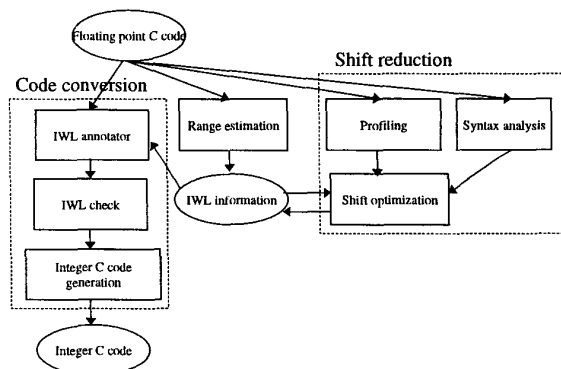 Floating point C code
Shift reduction
Code conversion
IWL annotator
Range estimation
Profiling
Syntax analysis
IWL check
IWL information
Shift optimization
Integer C code
generation
Integer C code